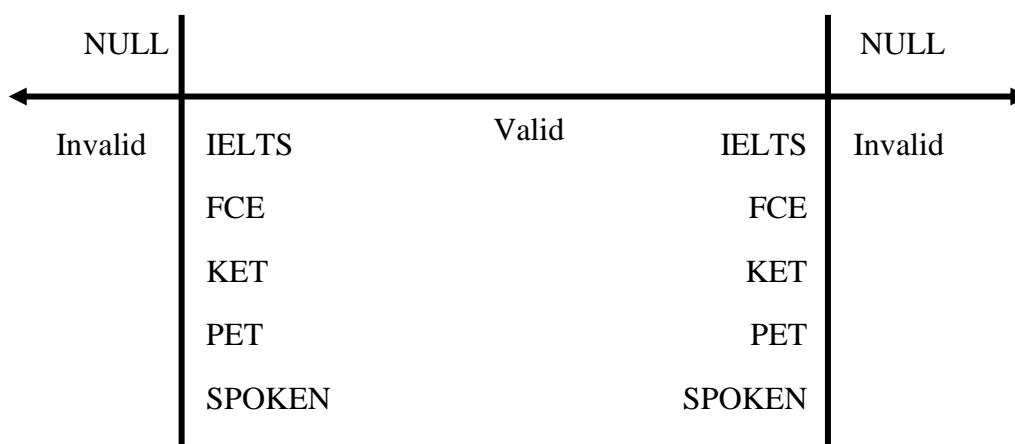 NULL NULL
Valid
Invalid IELTS IELTS Invalid
FCE FCE
KET KET
PET PET
SPOKEN SPOKEN